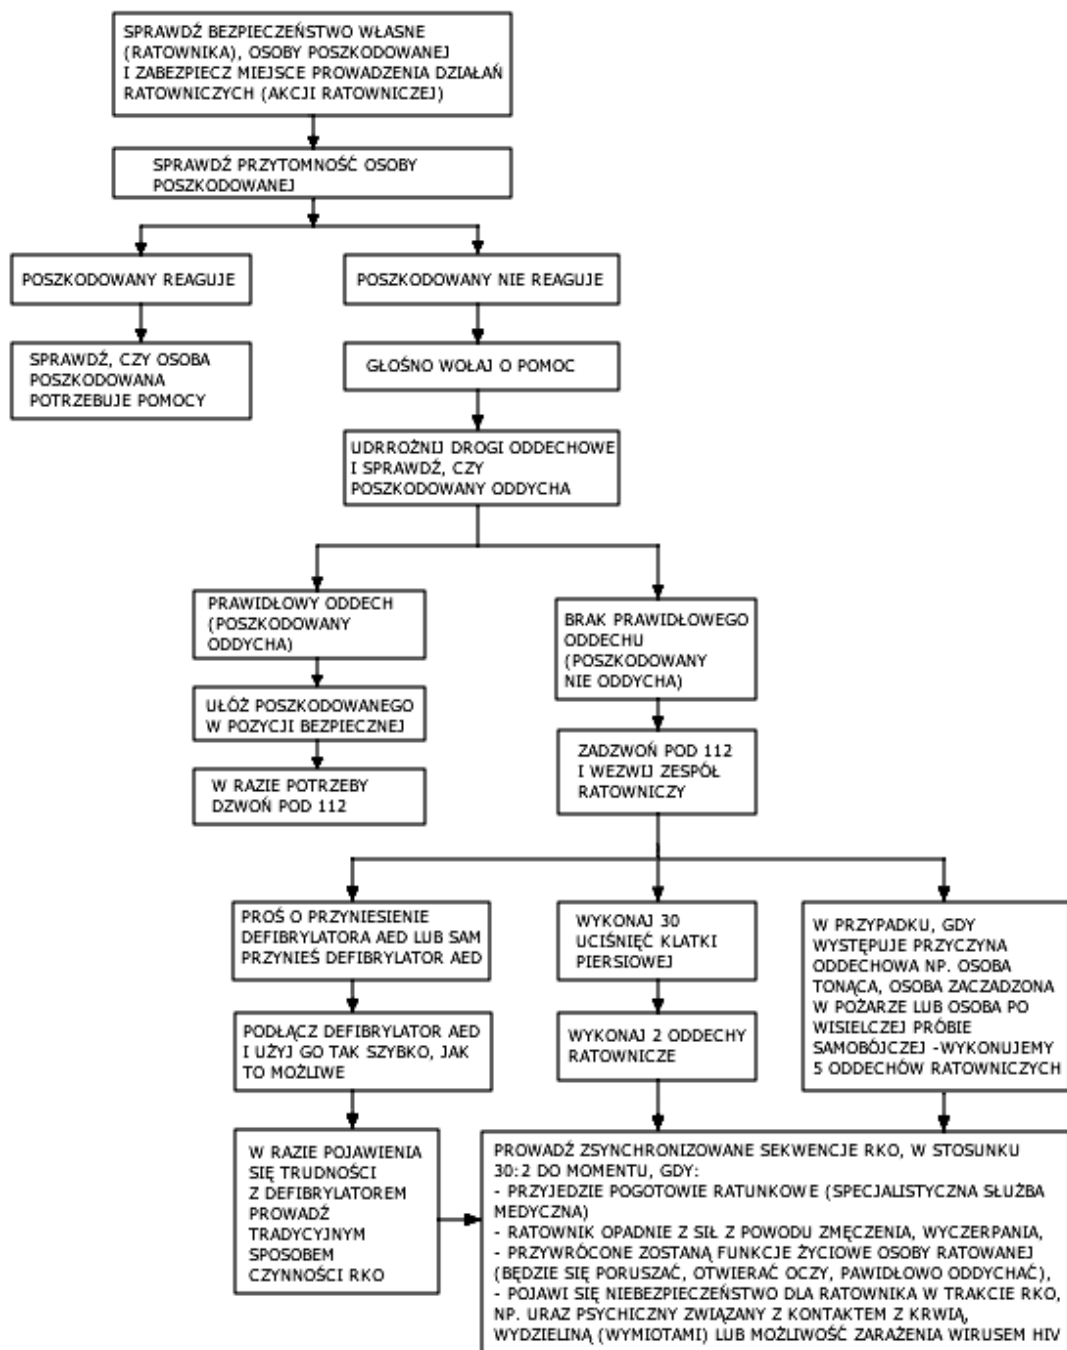 SPRAWDŹ BEZPIECZEŃSTWO WŁASNE
(RATOWNIKA), OSOBY POSZKODOWANEJ
I ZABEZPIECZ MIEJSCE PROWADZENIA DZIAŁAŃ
RATOWNICZYCH (AKCJI RATOWNICZEJ)
SPRAWDŹ PRZYTOMNOŚĆ OSOBY
POSZKODOWANEJ
POSZKODOWANY REAGUJE
SPRAWDŹ, CZY OSOBA
POSZKODOWANA
POTRZEBUJE POMOCY
POSZKODOWANY NIE REAGUJE
GŁOŚNO WOŁAJ O POMOC
UDRROŻNIJ DROGI ODDECHOWE
I SPRAWDŹ, CZY
POSZKODOWANY ODDYCHA
PRAWIDŁOWY ODDECH
(POSZKODOWANY
ODDYCHA)
UŁÓŻ POSZKODOWANEGO
W POZYCJI BEZPIECZNEJ
W RAZIE POTRZEBY
DZWOŃ POD 112
BRAK PRAWIDŁOWEGO
ODDECHU
(POSZKODOWANY
NIE ODDYCHA)
ZADZWOŃ POD 112
I WEZWIJ ZESPÓŁ
RATOWNICZY
PROŚ O PRZYNIESIENIE
DEFIBRYLATORA AED LUB SAM
PRZYNIEŚ DEFIBRYLATOR AED
PODŁĄCZ DEFIBRYLATOR AED
I UŻYJ GO TAK SZYBKO, JAK
TO MOŻLIWE
W RAZIE POJAWIENIA
SIĘ TRUDNOŚCI
Z DEFIBRYLATOREM
PROWADŹ
TRADYCYJNYM
SPOSOBEM
CZYNNOŚCI RKO
WYKONAJ 30
UCIŚNIĘĆ KLATKI
PIERSIOWEJ
WYKONAJ 2 ODDECHY
RATOWNICZE
W PRZYPADKU, GDY
WYSTĘPUJE PRZYCZYNA
ODDECHOWA NP. OSOBA
TONĄCA, OSOBA ZACZADZONA
W POŻARZE LUB OSOBA PO
WISIELCZEJ PRÓBIE
SAMOBÓJCZEJ -WYKONUJEMY
5 ODDECHÓW RATOWNICZYCH
PROWADŹ ZSYNCHRONIZOWANE SEKWENCJE RKO, W STOSUNKU
30:2 DO MOMENTU, GDY:
- PRZYJEDZIE POGOTOWIE RATUNKOWE (SPECJALISTYCZNA SŁUŻBA
MEDYCZNA)
- RATOWNIK OPADNIE Z SIŁ Z POWODU ZMĘCZENIA, WYCZERPANIA,
- PRZYWRÓCONE ZOSTANĄ FUNKCJE ŻYCIOWE OSOBY RATOWANEJ
(BĘDZIE SIĘ PORUSZAĆ, OTWIERAĆ OCZY, PAWIDŁOWO ODDYCHAĆ),
- POJAWI SIĘ NIEBEZPIECZEŃSTWO DLA RATOWNIKA W TRAKCIE RKO,
NP. URAZ PSYCHICZNY ZWIĄZANY Z KONTAKTEM Z KRWIĄ,
WYDZIELINĄ (WYMIOTAMI) LUB MOŻLIWOŚĆ ZARAŻENIA WIRUSEM HIV